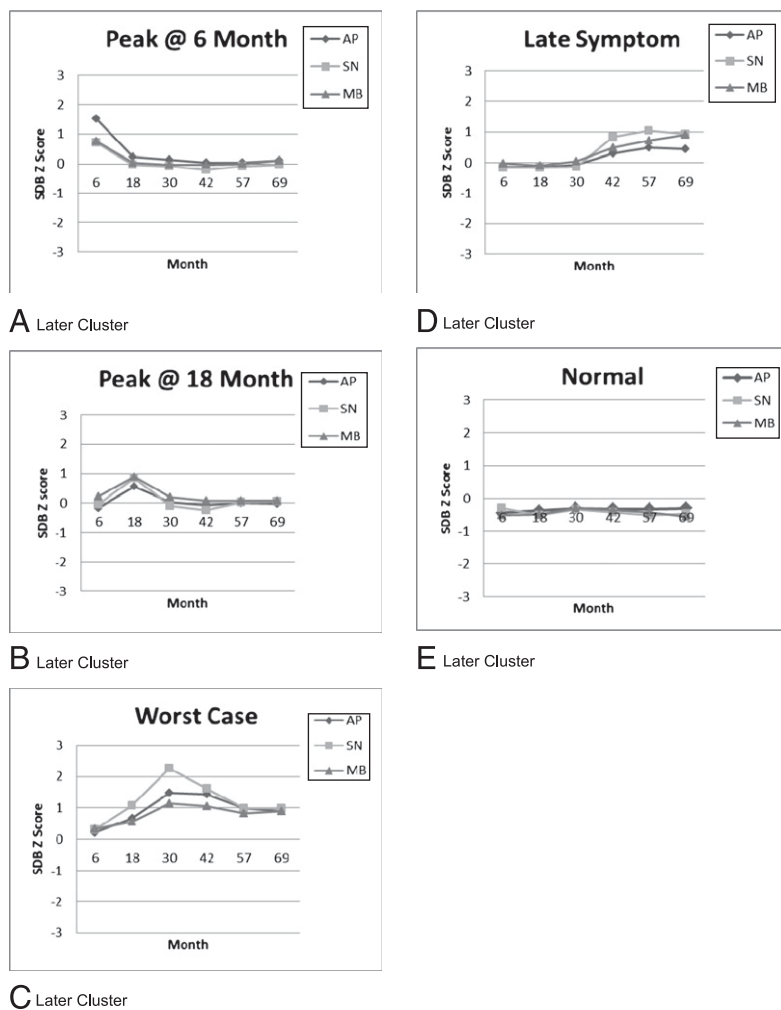 Peak @ 6 Month
AP
SN
MB
3
2
1
0
-1
-2
-3
SDB Z Score
6 18 30 42 57 69
Month
A Later Cluster
Peak @ 18 Month
AP
SN
MB
3
2
1
0
-1
-2
-3
SDB Z score
6 18 30 42 57 69
Month
B Later Cluster
Worst Case
AP
SN
MB
3
2
1
0
-1
-2
-3
SDB Z Score
6 18 30 42 57 69
Month
C Later Cluster
Late Symptom
AP
SN
MB
3
2
1
0
-1
-2
-3
SDB Z Score
6 18 30 42 57 69
Month
D Later Cluster
Normal
AP
SN
MB
3
2
1
0
-1
-2
-3
SDB Z Score
6 18 30 42 57 69
Month
E Later Cluster